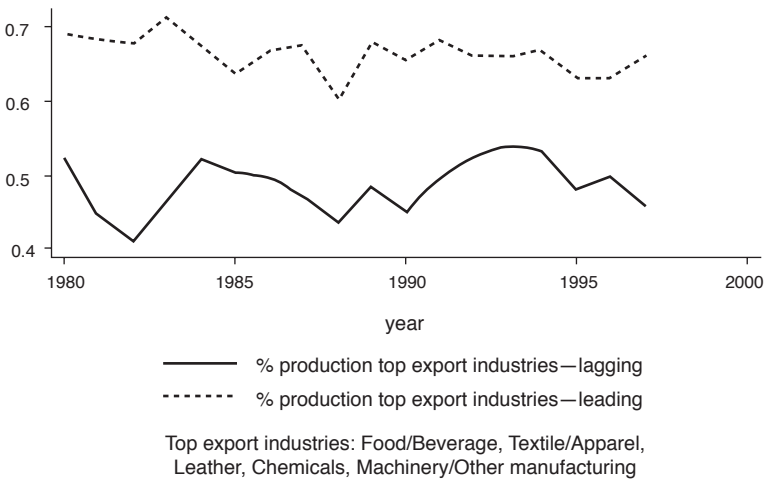 0.7
0.6
0.5
0.4
1980 1985 1990 1995 2000
year
% production top export industries—lagging
% production top export industries—leading
Top export industries: Food/Beverage, Textile/Apparel,
Leather, Chemicals, Machinery/Other manufacturing